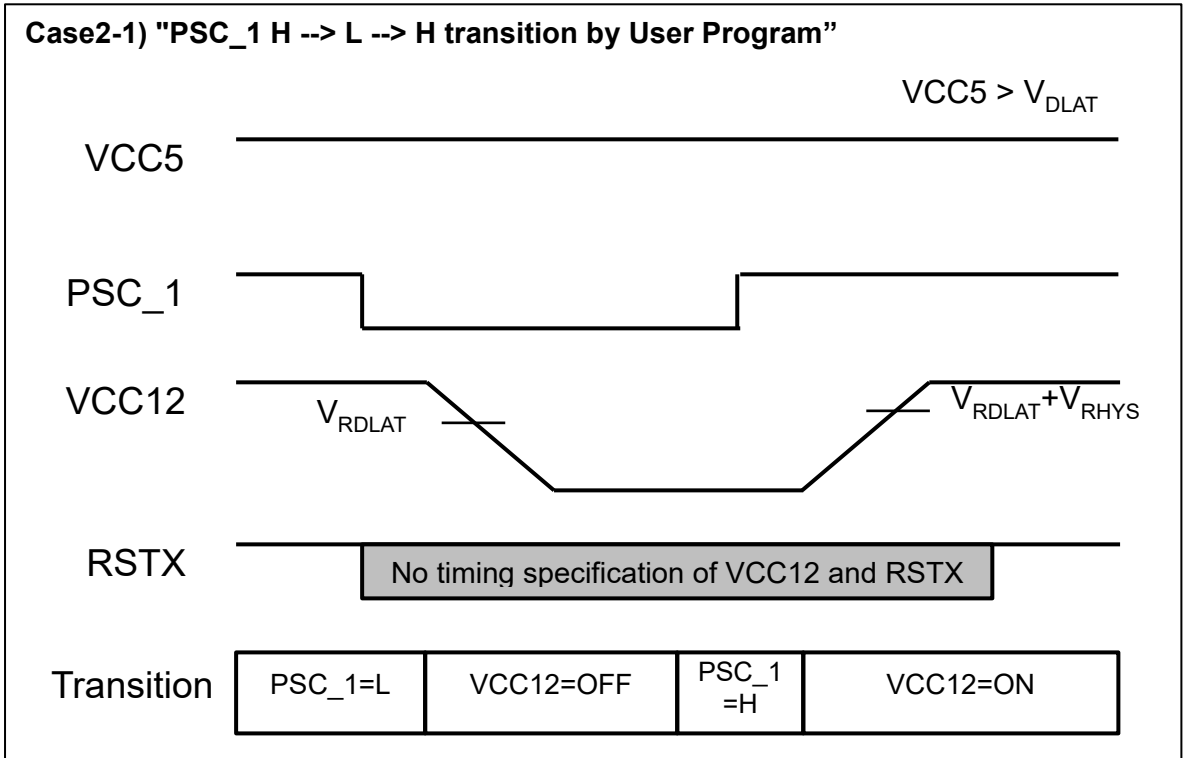 Case2-1) "PSC_1 H --> L --> H transition by User Program”
VCC5 > VDLAT
VCC5
PSC_1
VCC12
VRDLAT
VRDLAT+VRHYS
RSTX
No timing specification of VCC12 and RSTX
Transition
PSC_1=L
VCC12=OFF
PSC_1
=H
VCC12=ON